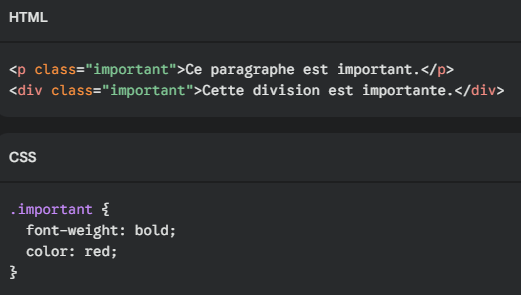 HTML
<p class="important">Ce paragraphe est important.</p>
<div class="important">Cette division est importante.</div>
CSS
.important {
  font-weight: bold;
  color: red;
}